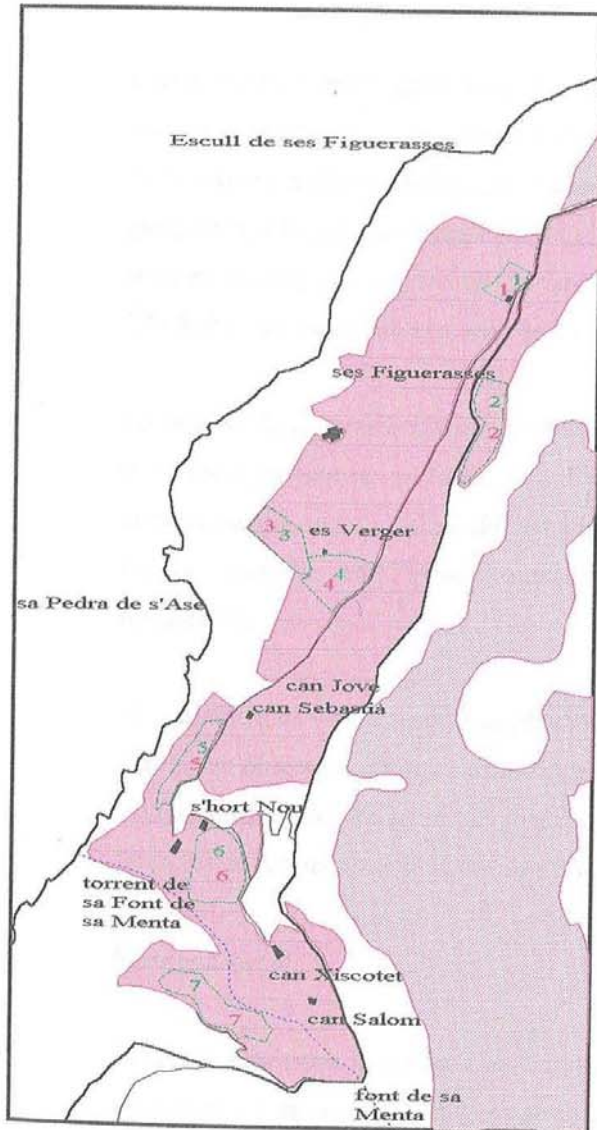 Escull de ses Figuerasses
1
1
ses Figuerasses
2
2
3
3
es Verger
4
4
sa Pedra de s'Ase
can Jove
can Sebastià
5
5
s'hort Nou
6
6
torrent de
sa Font de
sa Menta
can Xiscotet
7
7
can Salom
font de sa
Menta